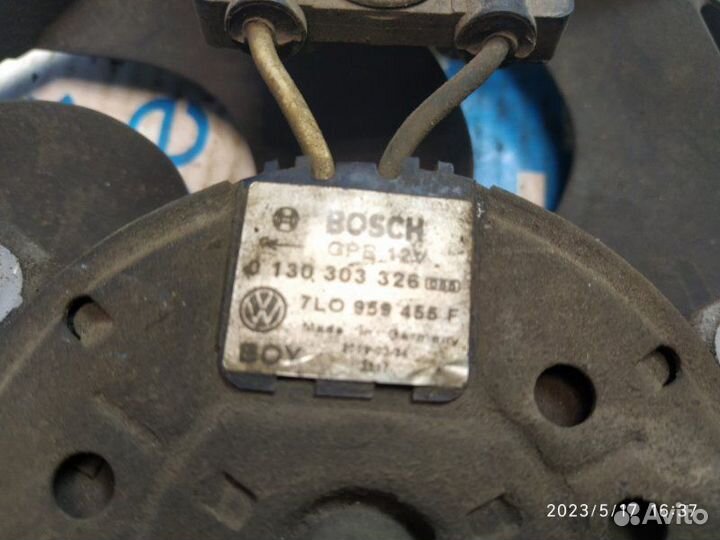 BOSCH
GPB 12V
0 130 303 326
7L0 959 455 F
Made in Germany
BOY
2023/5/17 16:37
Avito